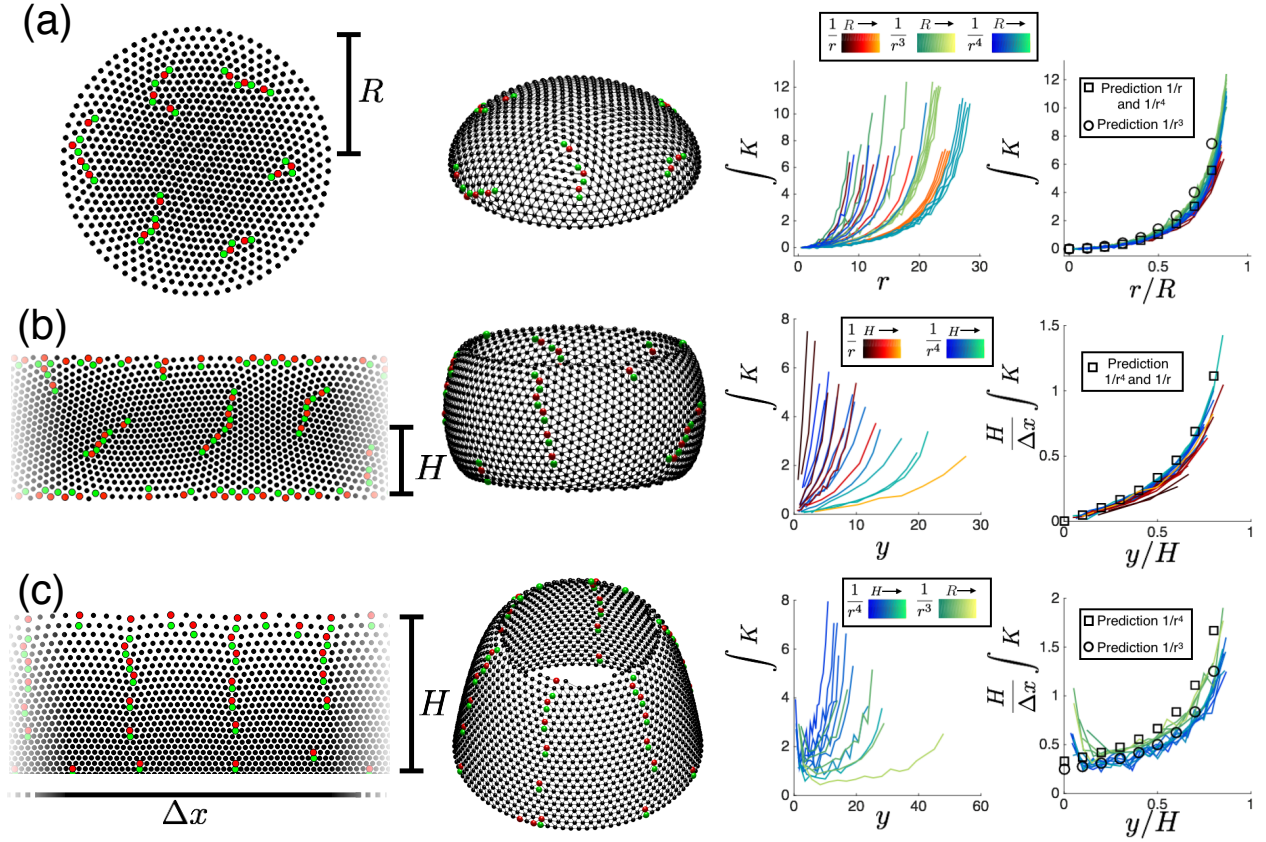 (a)
R
1/r R → 1/r³ R → 1/r⁴ R →
∫ K
12
10
8
6
4
2
0
0 10 20 30
r
∫ K
12
10
8
6
4
2
0
Prediction 1/r
and 1/r⁴
Prediction 1/r³
0 0.5 1
r/R
(b)
H
1/r H → 1/r⁴ H →
∫ K
8
6
4
2
0
0 10 20 30
y
H/Δx ∫ K
1.5
1
0.5
0
Prediction
1/r⁴ and 1/r
0 0.5 1
y/H
(c)
H
Δx
1/r⁴ H → 1/r³ R →
∫ K
8
6
4
2
0
0 20 40 60
y
H/Δx ∫ K
2
1.5
1
0.5
0
Prediction 1/r⁴
Prediction 1/r³
0 0.5 1
y/H